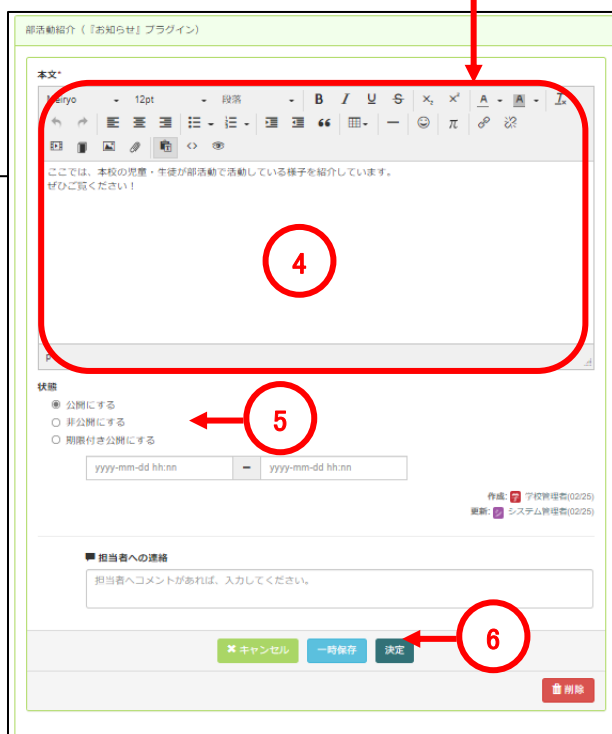 部活動紹介(『お知らせ』プラグイン)
本文*
12pt 段落 B I U S X₂ X² A A Tx
π
ここでは、本校の児童・生徒が部活動で活動している様子を紹介しています。
ぜひご覧ください!
4
p
状態
公開にする
非公開にする
期限付き公開にする
5
yyyy-mm-dd hh:nn - yyyy-mm-dd hh:nn
作成: 学校管理者(02/25)
更新: シ システム管理者(02/25)
担当者への連絡
担当者へコメントがあれば、入力してください。
キャンセル 一時保存 決定
6
削除